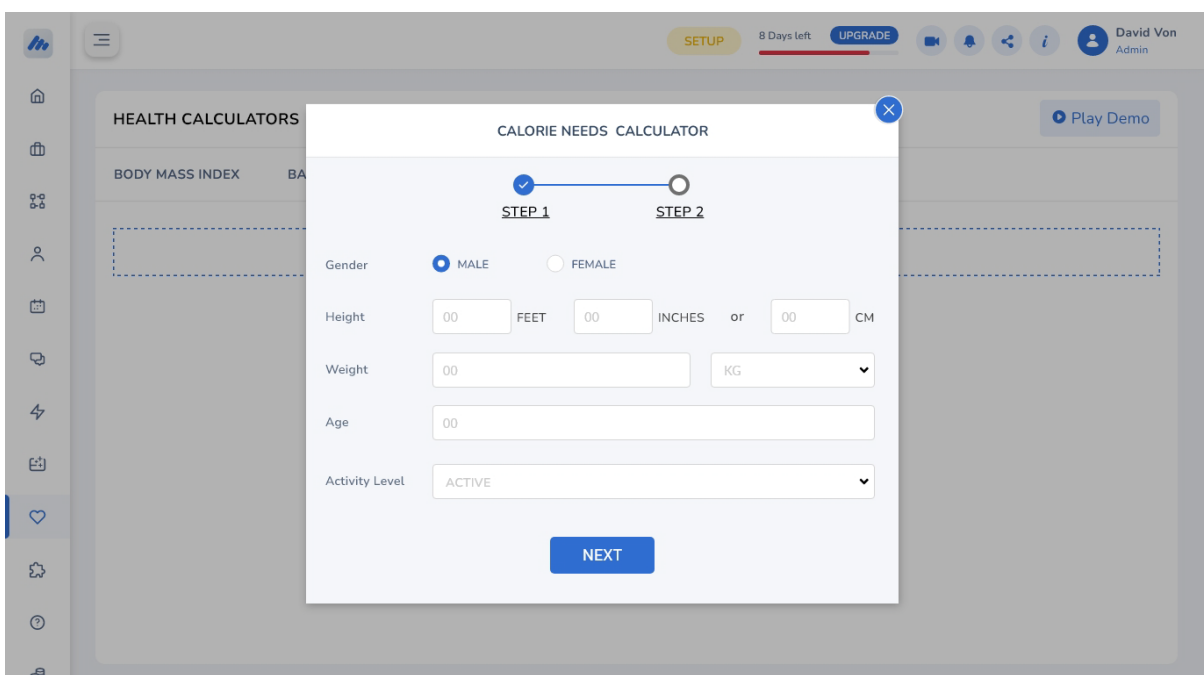 SETUP
8 Days left
UPGRADE
i
David Von
Admin
HEALTH CALCULATORS
Play Demo
BODY MASS INDEX
BA
CALORIE NEEDS CALCULATOR
STEP 1
STEP 2
Gender
MALE
FEMALE
Height
00
FEET
00
INCHES
or
00
CM
Weight
00
KG
Age
00
Activity Level
ACTIVE
NEXT